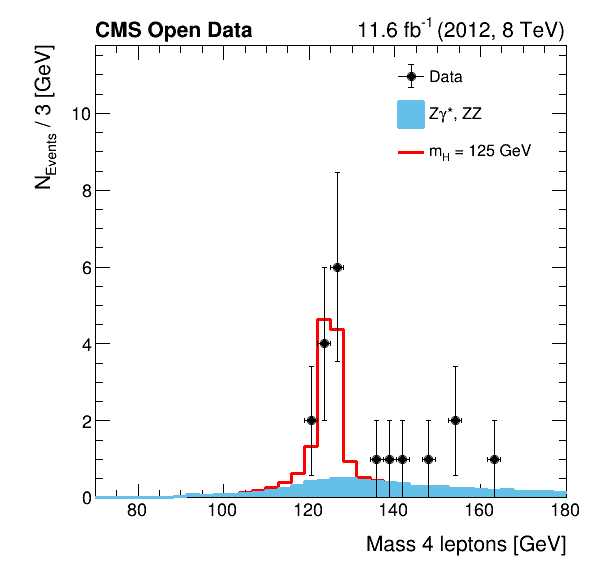 CMS Open Data
11.6 fb⁻¹ (2012, 8 TeV)
N_Events / 3 [GeV]
Data
Zγ*, ZZ
m_H = 125 GeV
10
8
6
4
2
0
80 100 120 140 160 180
Mass 4 leptons [GeV]